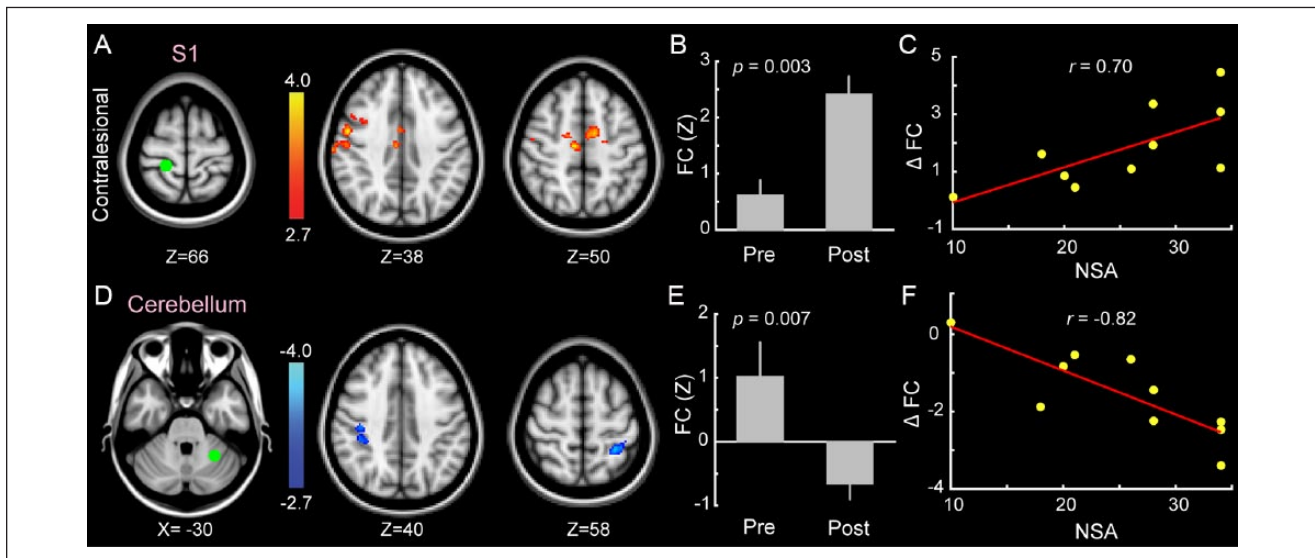 A
S1
Contralesional
4.0
2.7
Z=66
Z=38
Z=50
B
p = 0.003
FC (Z)
3
2
1
0
Pre
Post
C
r = 0.70
Δ FC
5
3
1
-1
10
20
30
NSA
D
Cerebellum
-4.0
-2.7
X= -30
Z=40
Z=58
E
p = 0.007
FC (Z)
2
1
0
-1
Pre
Post
F
r = -0.82
Δ FC
0
-2
-4
10
20
30
NSA